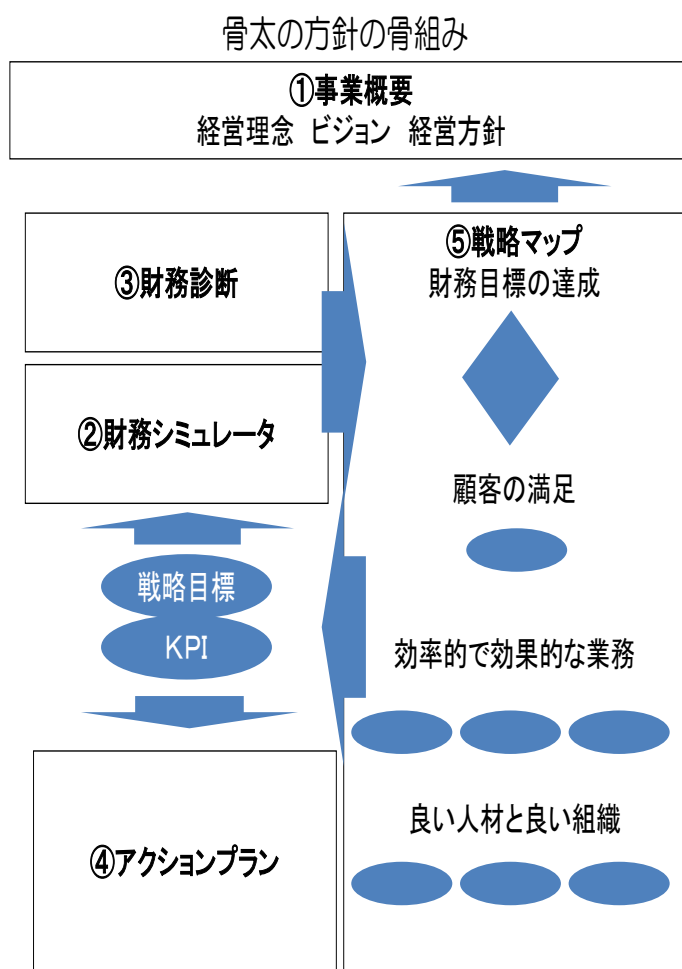 骨太の方針の骨組み
①事業概要
経営理念 ビジョン 経営方針
③財務診断
②財務シミュレータ
戦略目標
KPI
④アクションプラン
⑤戦略マップ
財務目標の達成
顧客の満足
効率的で効果的な業務
良い人材と良い組織